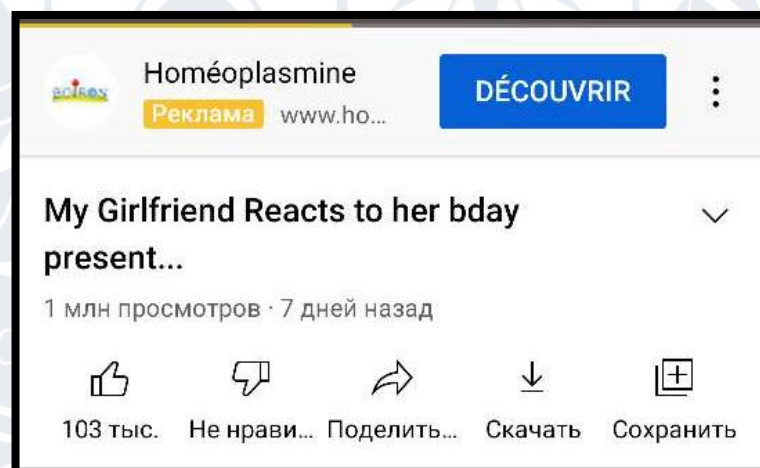 BOIRON
Homéoplasmine
Реклама www.ho...
DÉCOUVRIR
My Girlfriend Reacts to her bday
present...
1 млн просмотров · 7 дней назад
103 тыс. Не нрави... Поделить... Скачать Сохранить